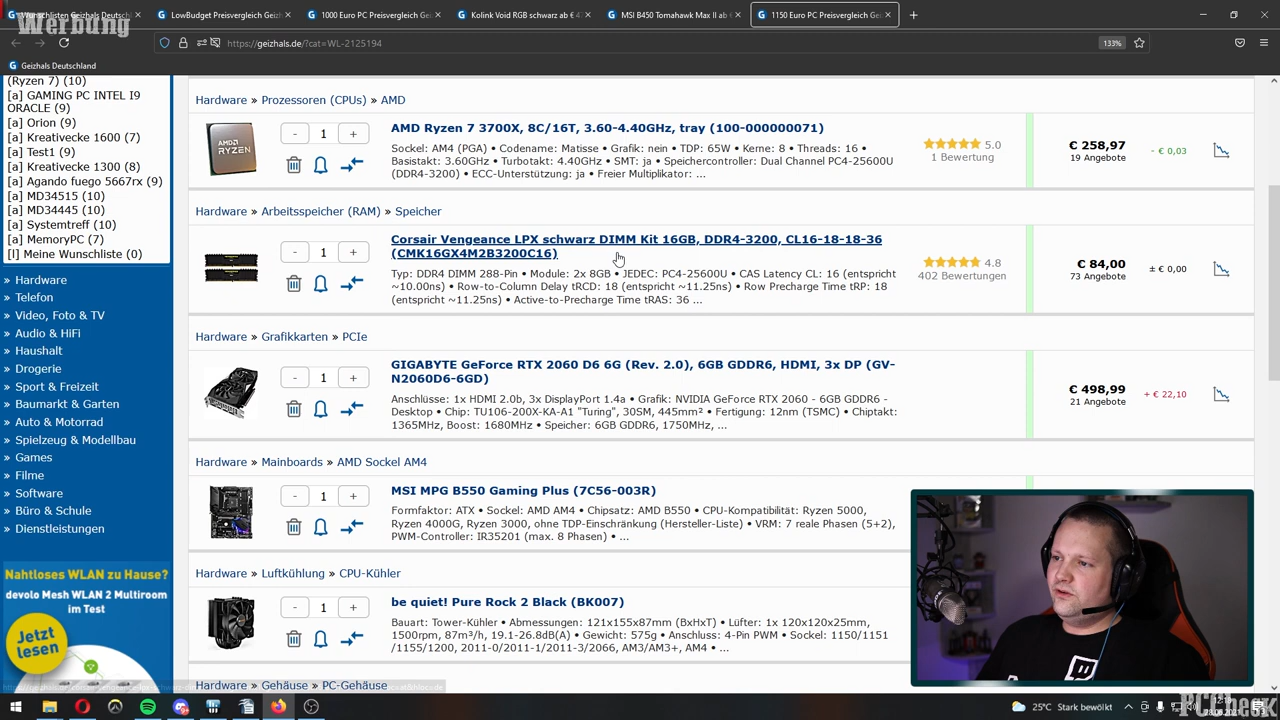 Werbung
Wunschlisten Geizhals Deutschl
LowBudget Preisvergleich Geizh
1000 Euro PC Preisvergleich Ge
Kolink Void RGB schwarz ab € 4
MSI B450 Tomahawk Max II ab €
1150 Euro PC Preisvergleich Ge
https://geizhals.de/?cat=WL-2125194
133%
Geizhals Deutschland
(Ryzen 7) (10)
[a] GAMING PC INTEL I9
ORACLE (9)
[a] Orion (9)
[a] Kreativecke 1600 (7)
[a] Test1 (9)
[a] Kreativecke 1300 (8)
[a] Agando fuego 5667rx (9)
[a] MD34515 (10)
[a] MD34445 (10)
[a] Systemtreff (10)
[a] MemoryPC (7)
[l] Meine Wunschliste (0)
» Hardware
» Telefon
» Video, Foto & TV
» Audio & HiFi
» Haushalt
» Drogerie
» Sport & Freizeit
» Baumarkt & Garten
» Auto & Motorrad
» Spielzeug & Modellbau
» Games
» Filme
» Software
» Büro & Schule
» Dienstleistungen
Nahtloses WLAN zu Hause?
devolo Mesh WLAN 2 Multiroom
im Test
Jetzt
lesen
Hardware » Prozessoren (CPUs) » AMD
- 1 +
AMD Ryzen 7 3700X, 8C/16T, 3.60-4.40GHz, tray (100-000000071)
Sockel: AM4 (PGA) • Codename: Matisse • Grafik: nein • TDP: 65W • Kerne: 8 • Threads: 16 •
Basistakt: 3.60GHz • Turbotakt: 4.40GHz • SMT: ja • Speichercontroller: Dual Channel PC4-25600U
(DDR4-3200) • ECC-Unterstützung: ja • Freier Multiplikator: ...
5.0
1 Bewertung
€ 258,97
19 Angebote
- € 0,03
AMD
RYZEN
Hardware » Arbeitsspeicher (RAM) » Speicher
- 1 +
Corsair Vengeance LPX schwarz DIMM Kit 16GB, DDR4-3200, CL16-18-18-36
(CMK16GX4M2B3200C16)
Typ: DDR4 DIMM 288-Pin • Module: 2x 8GB • JEDEC: PC4-25600U • CAS Latency CL: 16 (entspricht
~10.00ns) • Row-to-Column Delay tRCD: 18 (entspricht ~11.25ns) • Row Precharge Time tRP: 18
(entspricht ~11.25ns) • Active-to-Precharge Time tRAS: 36 ...
4.8
402 Bewertungen
€ 84,00
73 Angebote
± € 0,00
Hardware » Grafikkarten » PCIe
- 1 +
GIGABYTE GeForce RTX 2060 D6 6G (Rev. 2.0), 6GB GDDR6, HDMI, 3x DP (GV-
N2060D6-6GD)
Anschlüsse: 1x HDMI 2.0b, 3x DisplayPort 1.4a • Grafik: NVIDIA GeForce RTX 2060 - 6GB GDDR6 -
Desktop • Chip: TU106-200X-KA-A1 "Turing", 30SM, 445mm² • Fertigung: 12nm (TSMC) • Chiptakt:
1365MHz, Boost: 1680MHz • Speicher: 6GB GDDR6, 1750MHz, ...
€ 498,99
21 Angebote
+ € 22,10
Hardware » Mainboards » AMD Sockel AM4
- 1 +
MSI MPG B550 Gaming Plus (7C56-003R)
Formfaktor: ATX • Sockel: AMD AM4 • Chipsatz: AMD B550 • CPU-Kompatibilität: Ryzen 5000,
Ryzen 4000G, Ryzen 3000, ohne TDP-Einschränkung (Hersteller-Liste) • VRM: 7 reale Phasen (5+2),
PWM-Controller: IR35201 (max. 8 Phasen) • ...
Hardware » Luftkühlung » CPU-Kühler
- 1 +
be quiet! Pure Rock 2 Black (BK007)
Bauart: Tower-Kühler • Abmessungen: 121x155x87mm (BxHxT) • Lüfter: 1x 120x120x25mm,
1500rpm, 87m³/h, 19.1-26.8dB(A) • Gewicht: 575g • Anschluss: 4-Pin PWM • Sockel: 1150/1151
/1155/1200, 2011-0/2011-1/2011-3/2066, AM3/AM3+, AM4 • ...
Hardware » Gehäuse » PC-Gehäuse
25°C Stark bewölkt
PCCheck